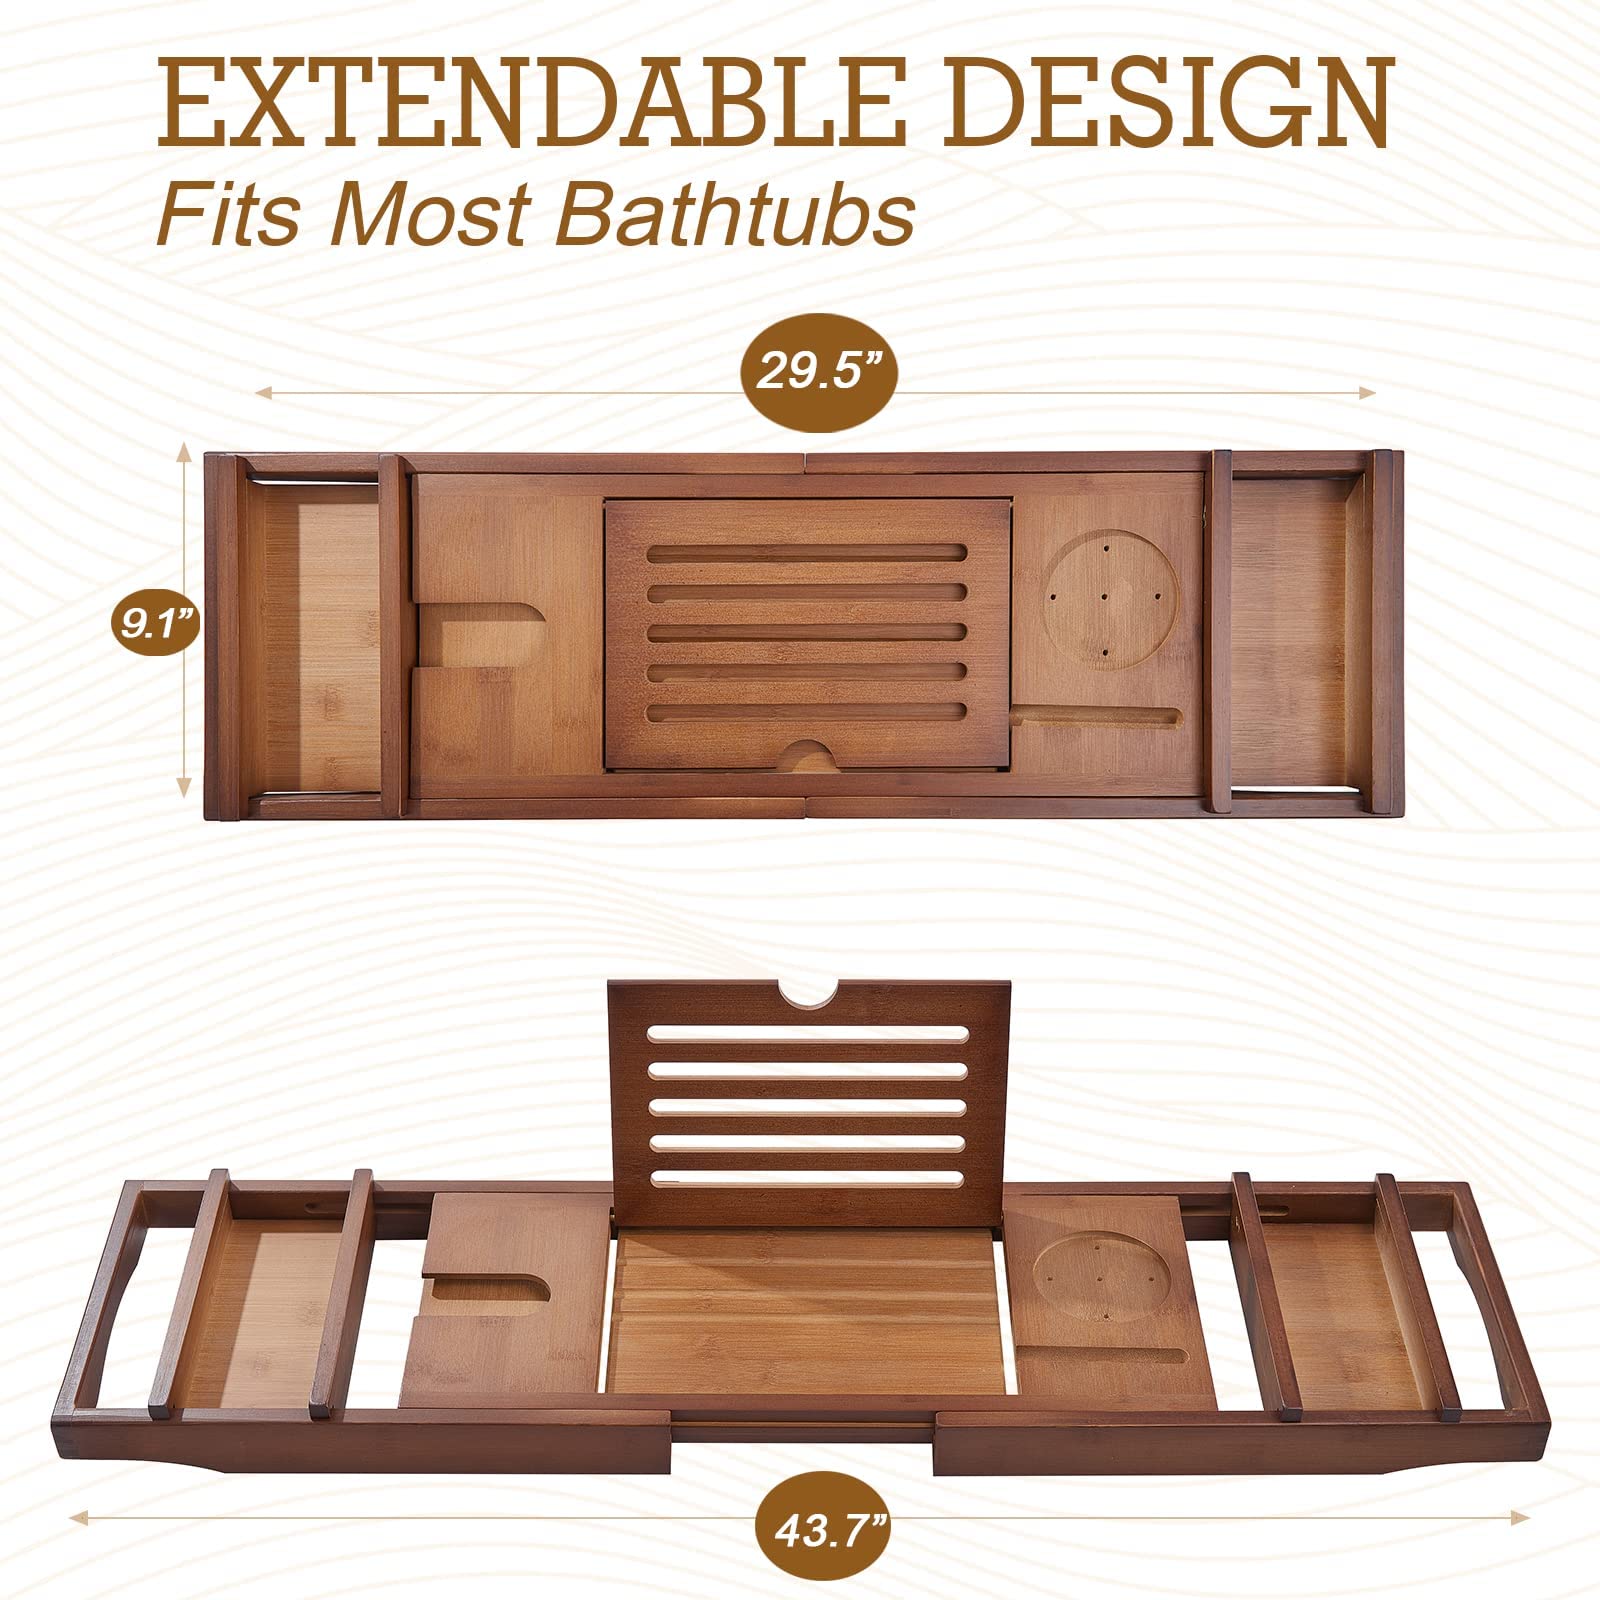 EXTENDABLE DESIGN
Fits Most Bathtubs
29.5”
9.1”
43.7”